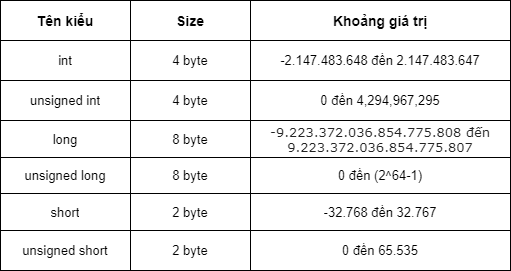 Tên kiểu Size Khoảng giá trị
int 4 byte -2.147.483.648 đến 2.147.483.647
unsigned int 4 byte 0 đến 4,294,967,295
long 8 byte -9.223.372.036.854.775.808 đến
9.223.372.036.854.775.807
unsigned long 8 byte 0 đến (2^64-1)
short 2 byte -32.768 đến 32.767
unsigned short 2 byte 0 đến 65.535